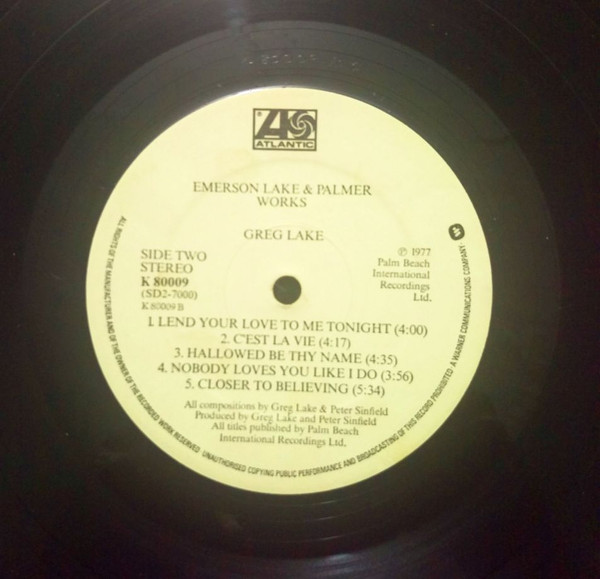 ATLANTIC
EMERSON LAKE & PALMER
WORKS
GREG LAKE
SIDE TWO
STEREO
K 80009
(SD2-7000)
K 80009 B
℗ 1977
Palm Beach
International
Recordings
Ltd.
1. LEND YOUR LOVE TO ME TONIGHT (4:00)
2. C'EST LA VIE (4:17)
3. HALLOWED BE THY NAME (4:35)
4. NOBODY LOVES YOU LIKE I DO (3:56)
5. CLOSER TO BELIEVING (5:34)
All compositions by Greg Lake & Peter Sinfield
Produced by Greg Lake and Peter Sinfield
All titles published by Palm Beach
International Recordings Ltd.
ALL RIGHTS OF THE MANUFACTURER AND OF THE OWNER OF THE RECORDED WORK RESERVED UNAUTHORISED COPYING PUBLIC PERFORMANCE AND BROADCASTING OF THIS RECORD PROHIBITED · A WARNER COMMUNICATIONS COMPANY